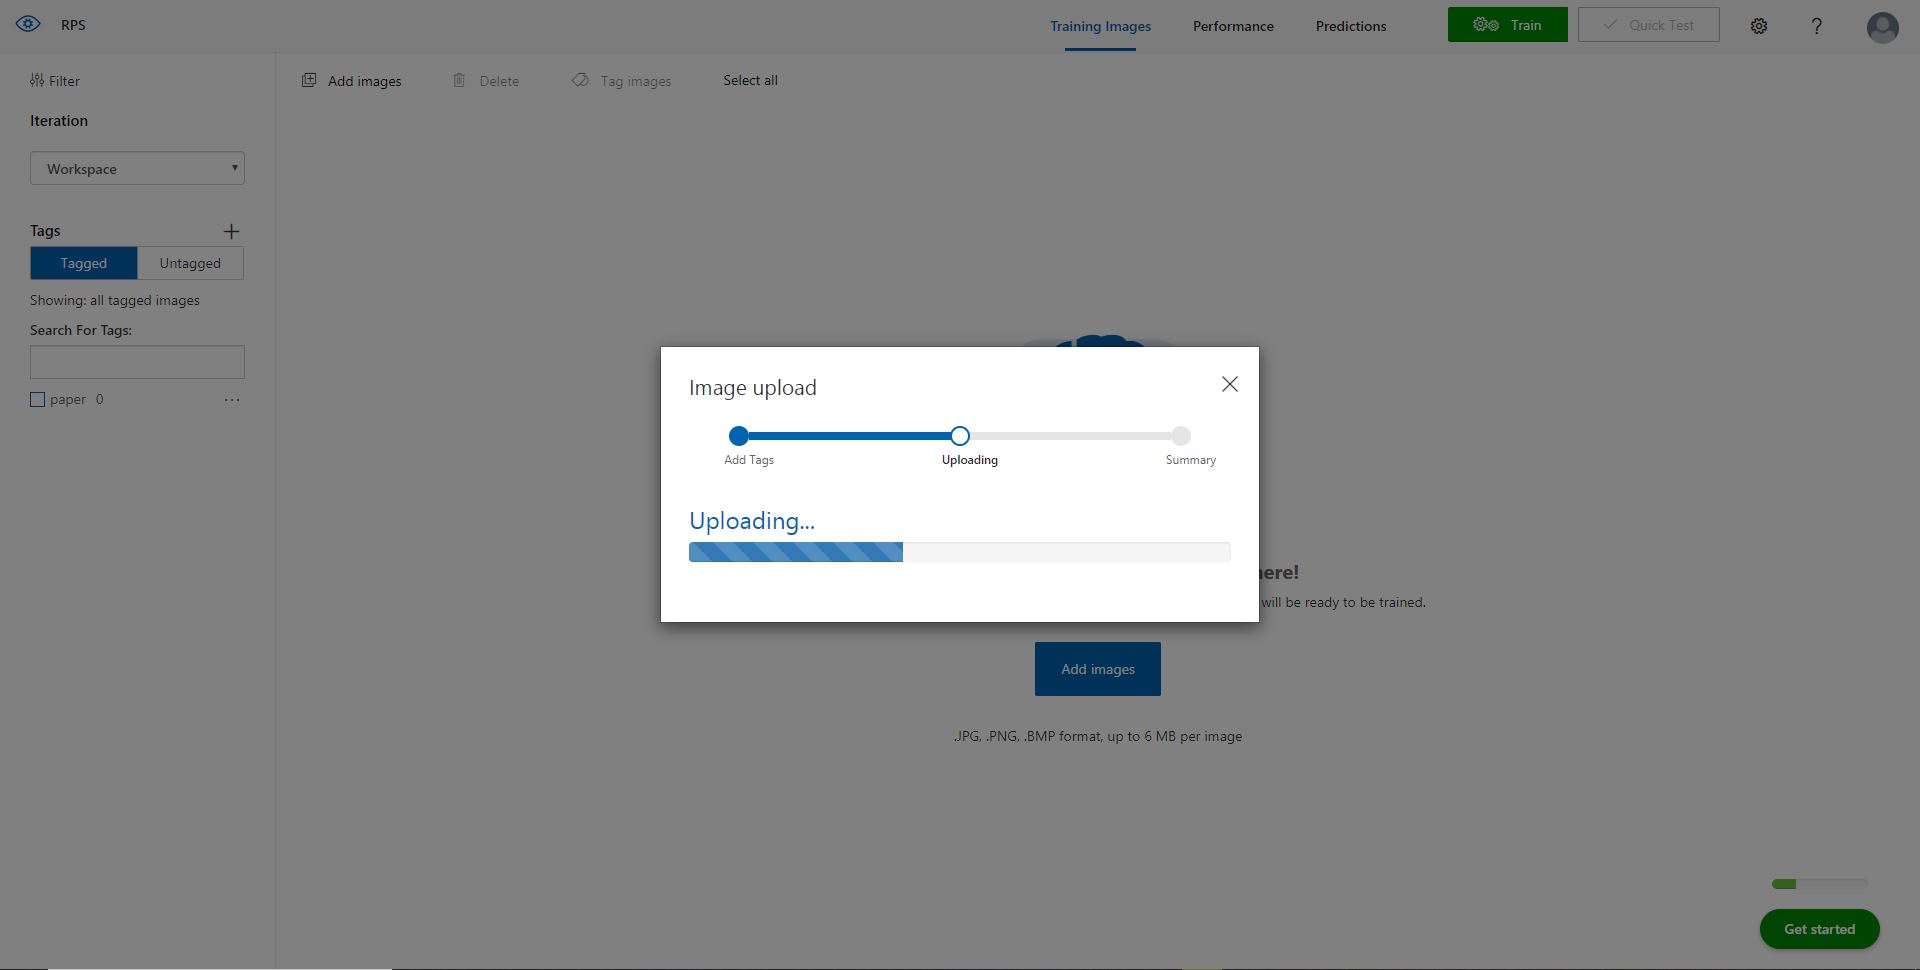 RPS
Training Images
Performance
Predictions
Train
Quick Test
?
Filter
Add images
Delete
Tag images
Select all
Iteration
Workspace
Tags
Tagged
Untagged
Showing: all tagged images
Search For Tags:
paper 0
Image upload
Add Tags
Uploading
Summary
Uploading...
here!
will be ready to be trained.
Add images
.JPG, .PNG, .BMP format, up to 6 MB per image
Get started